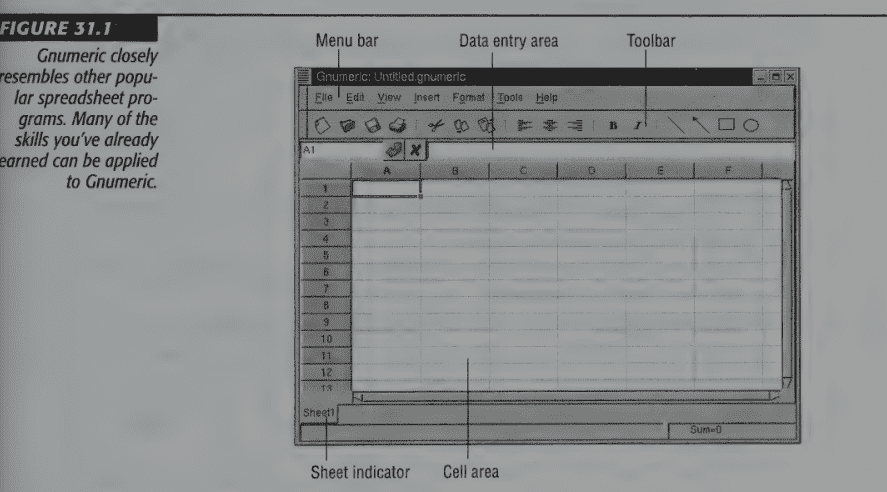 FIGURE 31.1
Gnumeric closely
resembles other popu-
lar spreadsheet pro-
grams. Many of the
skills you've already
earned can be applied
to Gnumeric.
Menu bar Data entry area Toolbar
Gnumeric: Untitled.gnumeric
File Edit View Insert Format Tools Help
B I
A1
A B C D E F
1
2
3
4
5
6
7
8
9
10
11
12
13
Sheet1
Sum=0
Sheet indicator Cell area